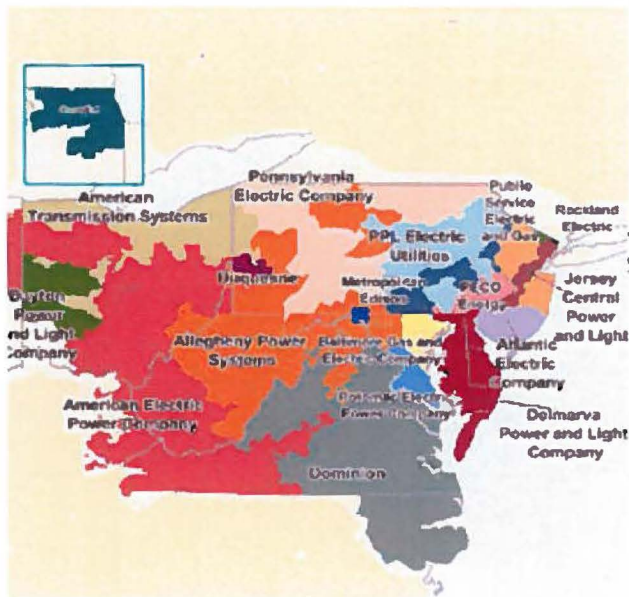 ComEd
American
Transmission Systems
Pennsylvania
Electric Company
Public
Service
Electric
and Gas
Rockland
Electric
PPL Electric
Utilities
Duquesne
Metropolitan
Edison
PECO
Energy
Jersey
Central
Power
and Light
Dayton
Power
and Light
Company
Allegheny Power
Systems
Baltimore Gas and
Electric Company
Atlantic
Electric
Company
American Electric
Power Company
Potomac Electric
Power Company
Delmarva
Power and Light
Company
Dominion